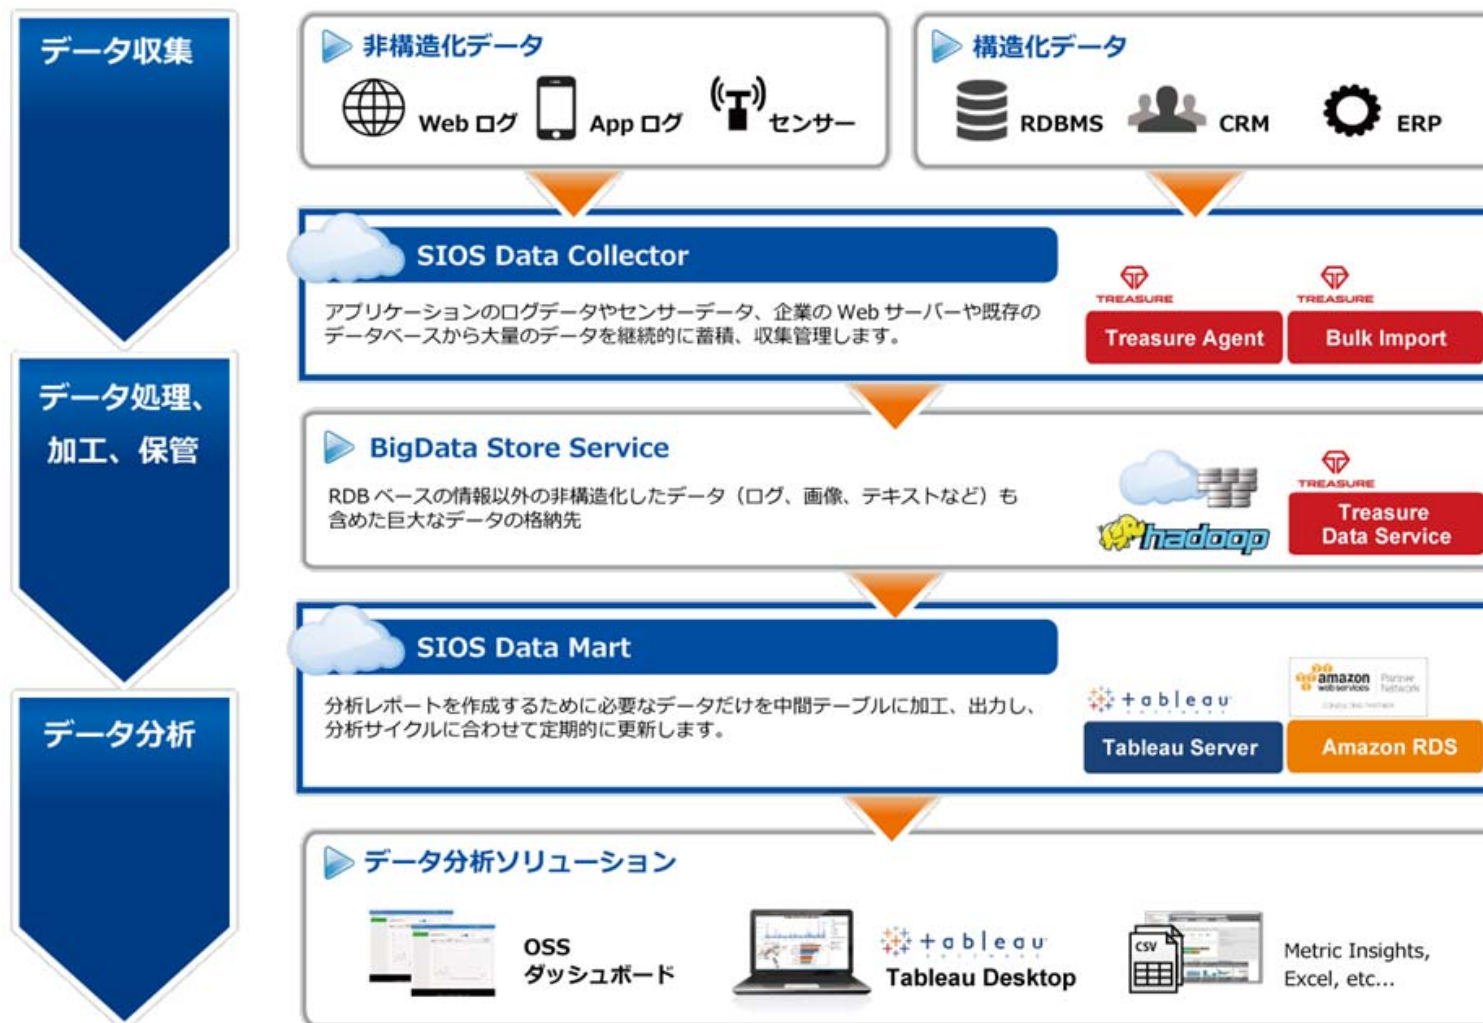 データ収集
非構造化データ
Web ログ
App ログ
センサー
構造化データ
RDBMS
CRM
ERP
SIOS Data Collector
アプリケーションのログデータやセンサーデータ、企業の Web サーバーや既存の
データベースから大量のデータを継続的に蓄積、収集管理します。
TREASURE
Treasure Agent
TREASURE
Bulk Import
データ処理、
加工、保管
BigData Store Service
RDB ベースの情報以外の非構造化したデータ（ログ、画像、テキストなど）も
含めた巨大なデータの格納先
hadoop
TREASURE
Treasure
Data Service
データ分析
SIOS Data Mart
分析レポートを作成するために必要なデータだけを中間テーブルに加工、出力し、
分析サイクルに合わせて定期的に更新します。
+ableau
SOFTWARE
Tableau Server
amazon
webservices
Partner
Network
CONSULTING PARTNER
Amazon RDS
データ分析ソリューション
OSS
ダッシュボード
+ableau
SOFTWARE
Tableau Desktop
CSV
Metric Insights,
Excel, etc...